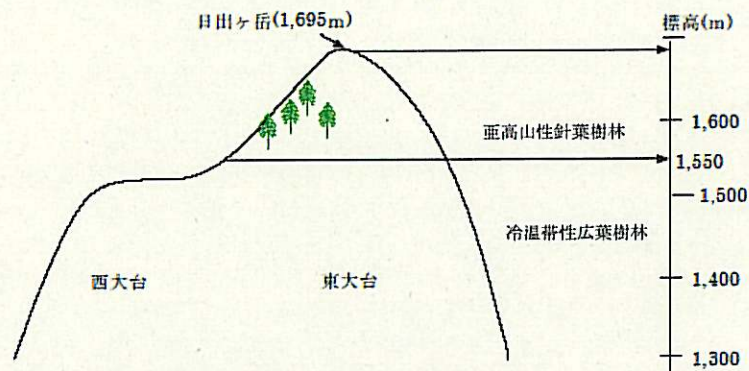 日出ヶ岳(1,695m)
標高(m)
1,600
亜高山性針葉樹林
1,550
1,500
冷温帯性広葉樹林
西大台
東大台
1,400
1,300